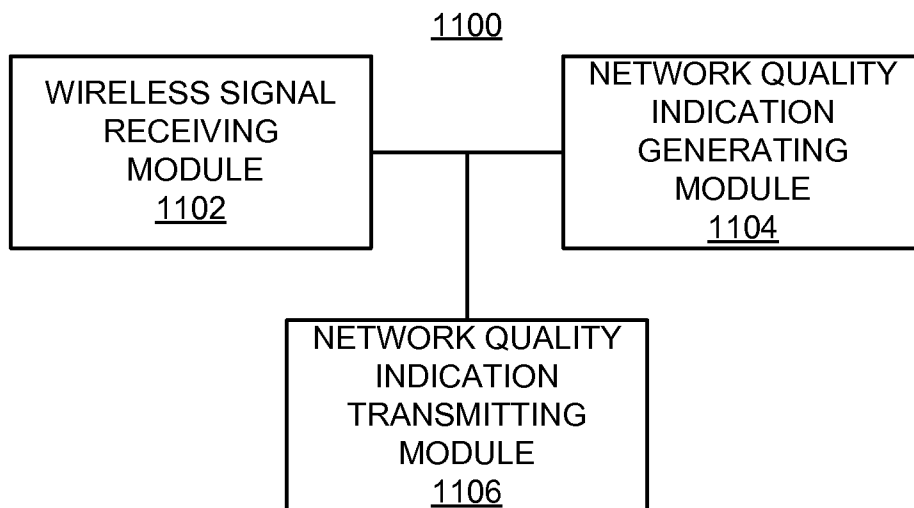 1100
WIRELESS SIGNAL
RECEIVING
MODULE
1102
NETWORK QUALITY
INDICATION
GENERATING
MODULE
1104
NETWORK QUALITY
INDICATION
TRANSMITTING
MODULE
1106